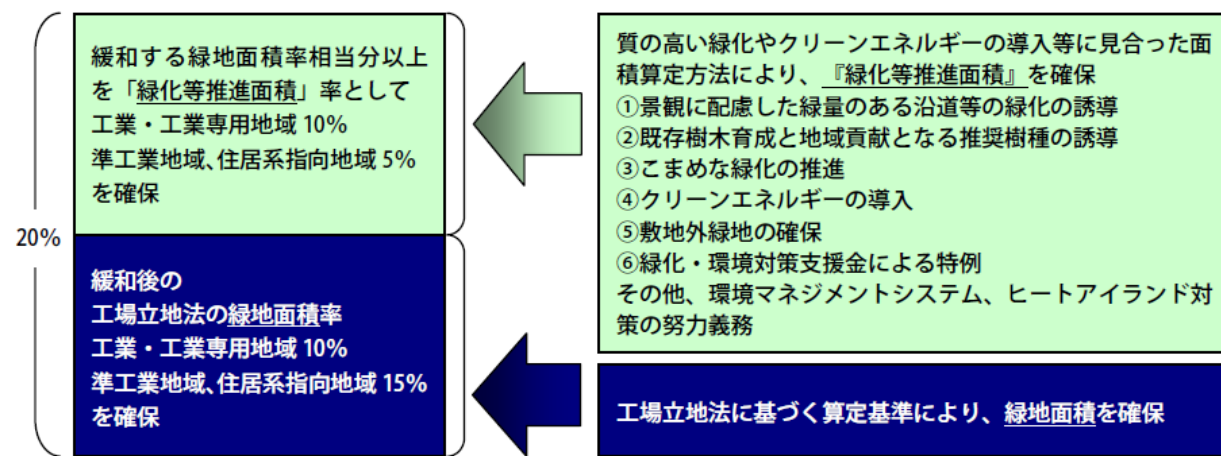 20%
緩和する緑地面積率相当分以上
を「緑化等推進面積」率として
工業・工業専用地域 10%
準工業地域、住居系指向地域 5%
を確保
緩和後の
工場立地法の緑地面積率
工業・工業専用地域 10%
準工業地域、住居系指向地域 15%
を確保
質の高い緑化やクリーンエネルギーの導入等に見合った面
積算定方法により、『緑化等推進面積』を確保
①景観に配慮した緑量のある沿道等の緑化の誘導
②既存樹木育成と地域貢献となる推奨樹種の誘導
③こまめな緑化の推進
④クリーンエネルギーの導入
⑤敷地外緑地の確保
⑥緑化・環境対策支援金による特例
その他、環境マネジメントシステム、ヒートアイランド対
策の努力義務
工場立地法に基づく算定基準により、緑地面積を確保